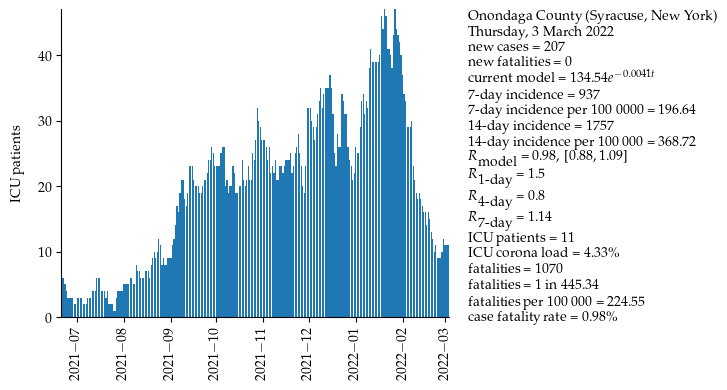 Onondaga County (Syracuse, New York)
Thursday, 3 March 2022
new cases = 207
new fatalities = 0
current model = 134.54e^−0.0041t
7-day incidence = 937
7-day incidence per 100 0000 = 196.64
14-day incidence = 1757
14-day incidence per 100 000 = 368.72
R_model = 0.98, [0.88, 1.09]
R_1-day = 1.5
R_4-day = 0.8
R_7-day = 1.14
ICU patients = 11
ICU corona load = 4.33%
fatalities = 1070
fatalities = 1 in 445.34
fatalities per 100 000 = 224.55
case fatality rate = 0.98%
ICU patients
40
30
20
10
0
2021−07
2021−08
2021−09
2021−10
2021−11
2021−12
2022−01
2022−02
2022−03